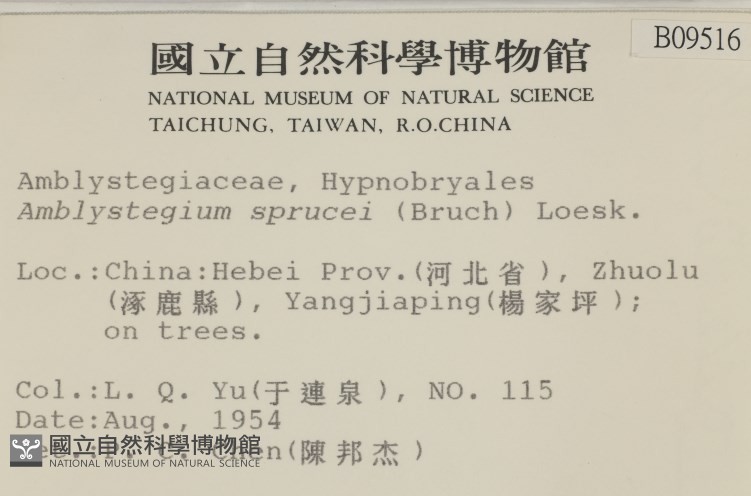 B09516
國立自然科學博物館
NATIONAL MUSEUM OF NATURAL SCIENCE
TAICHUNG, TAIWAN, R.O.CHINA
Amblystegiaceae, Hypnobryales
Amblystegium sprucei (Bruch) Loesk.
Loc.:China:Hebei Prov.(河北省), Zhuolu
(涿鹿縣), Yangjiaping(楊家坪);
on trees.
Col.:L. Q. Yu(于連泉), NO. 115
Date:Aug., 1954
(陳邦杰)
國立自然科學博物館
NATIONAL MUSEUM OF NATURAL SCIENCE